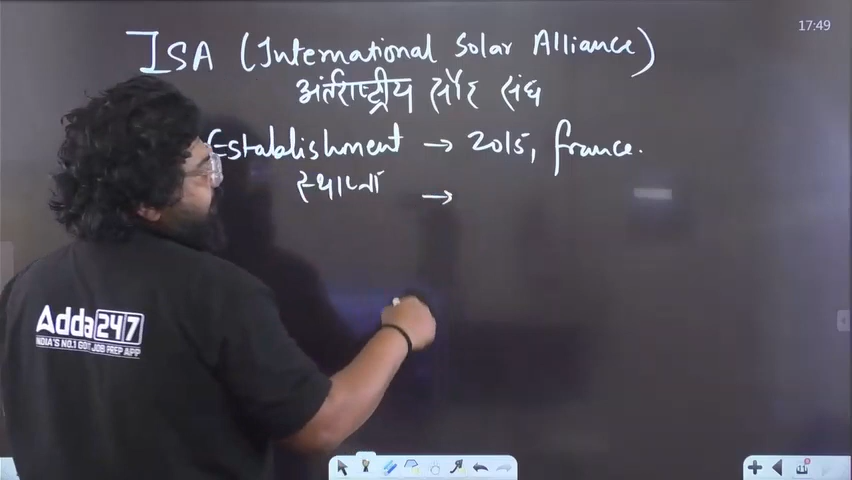 17:49
ISA (International Solar Alliance)
अंर्तराष्ट्रीय सौर संघ
Establishment → 2015, france.
स्थापना →
Adda247
INDIA'S NO.1 GOVT JOB PREP APP